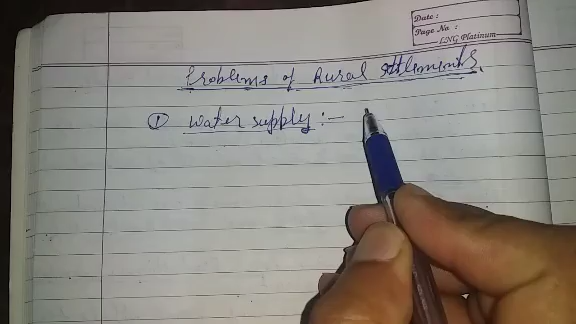 Date :
Page No :
LNG Platinum
Problems of Rural settlements.
① Water supply :-